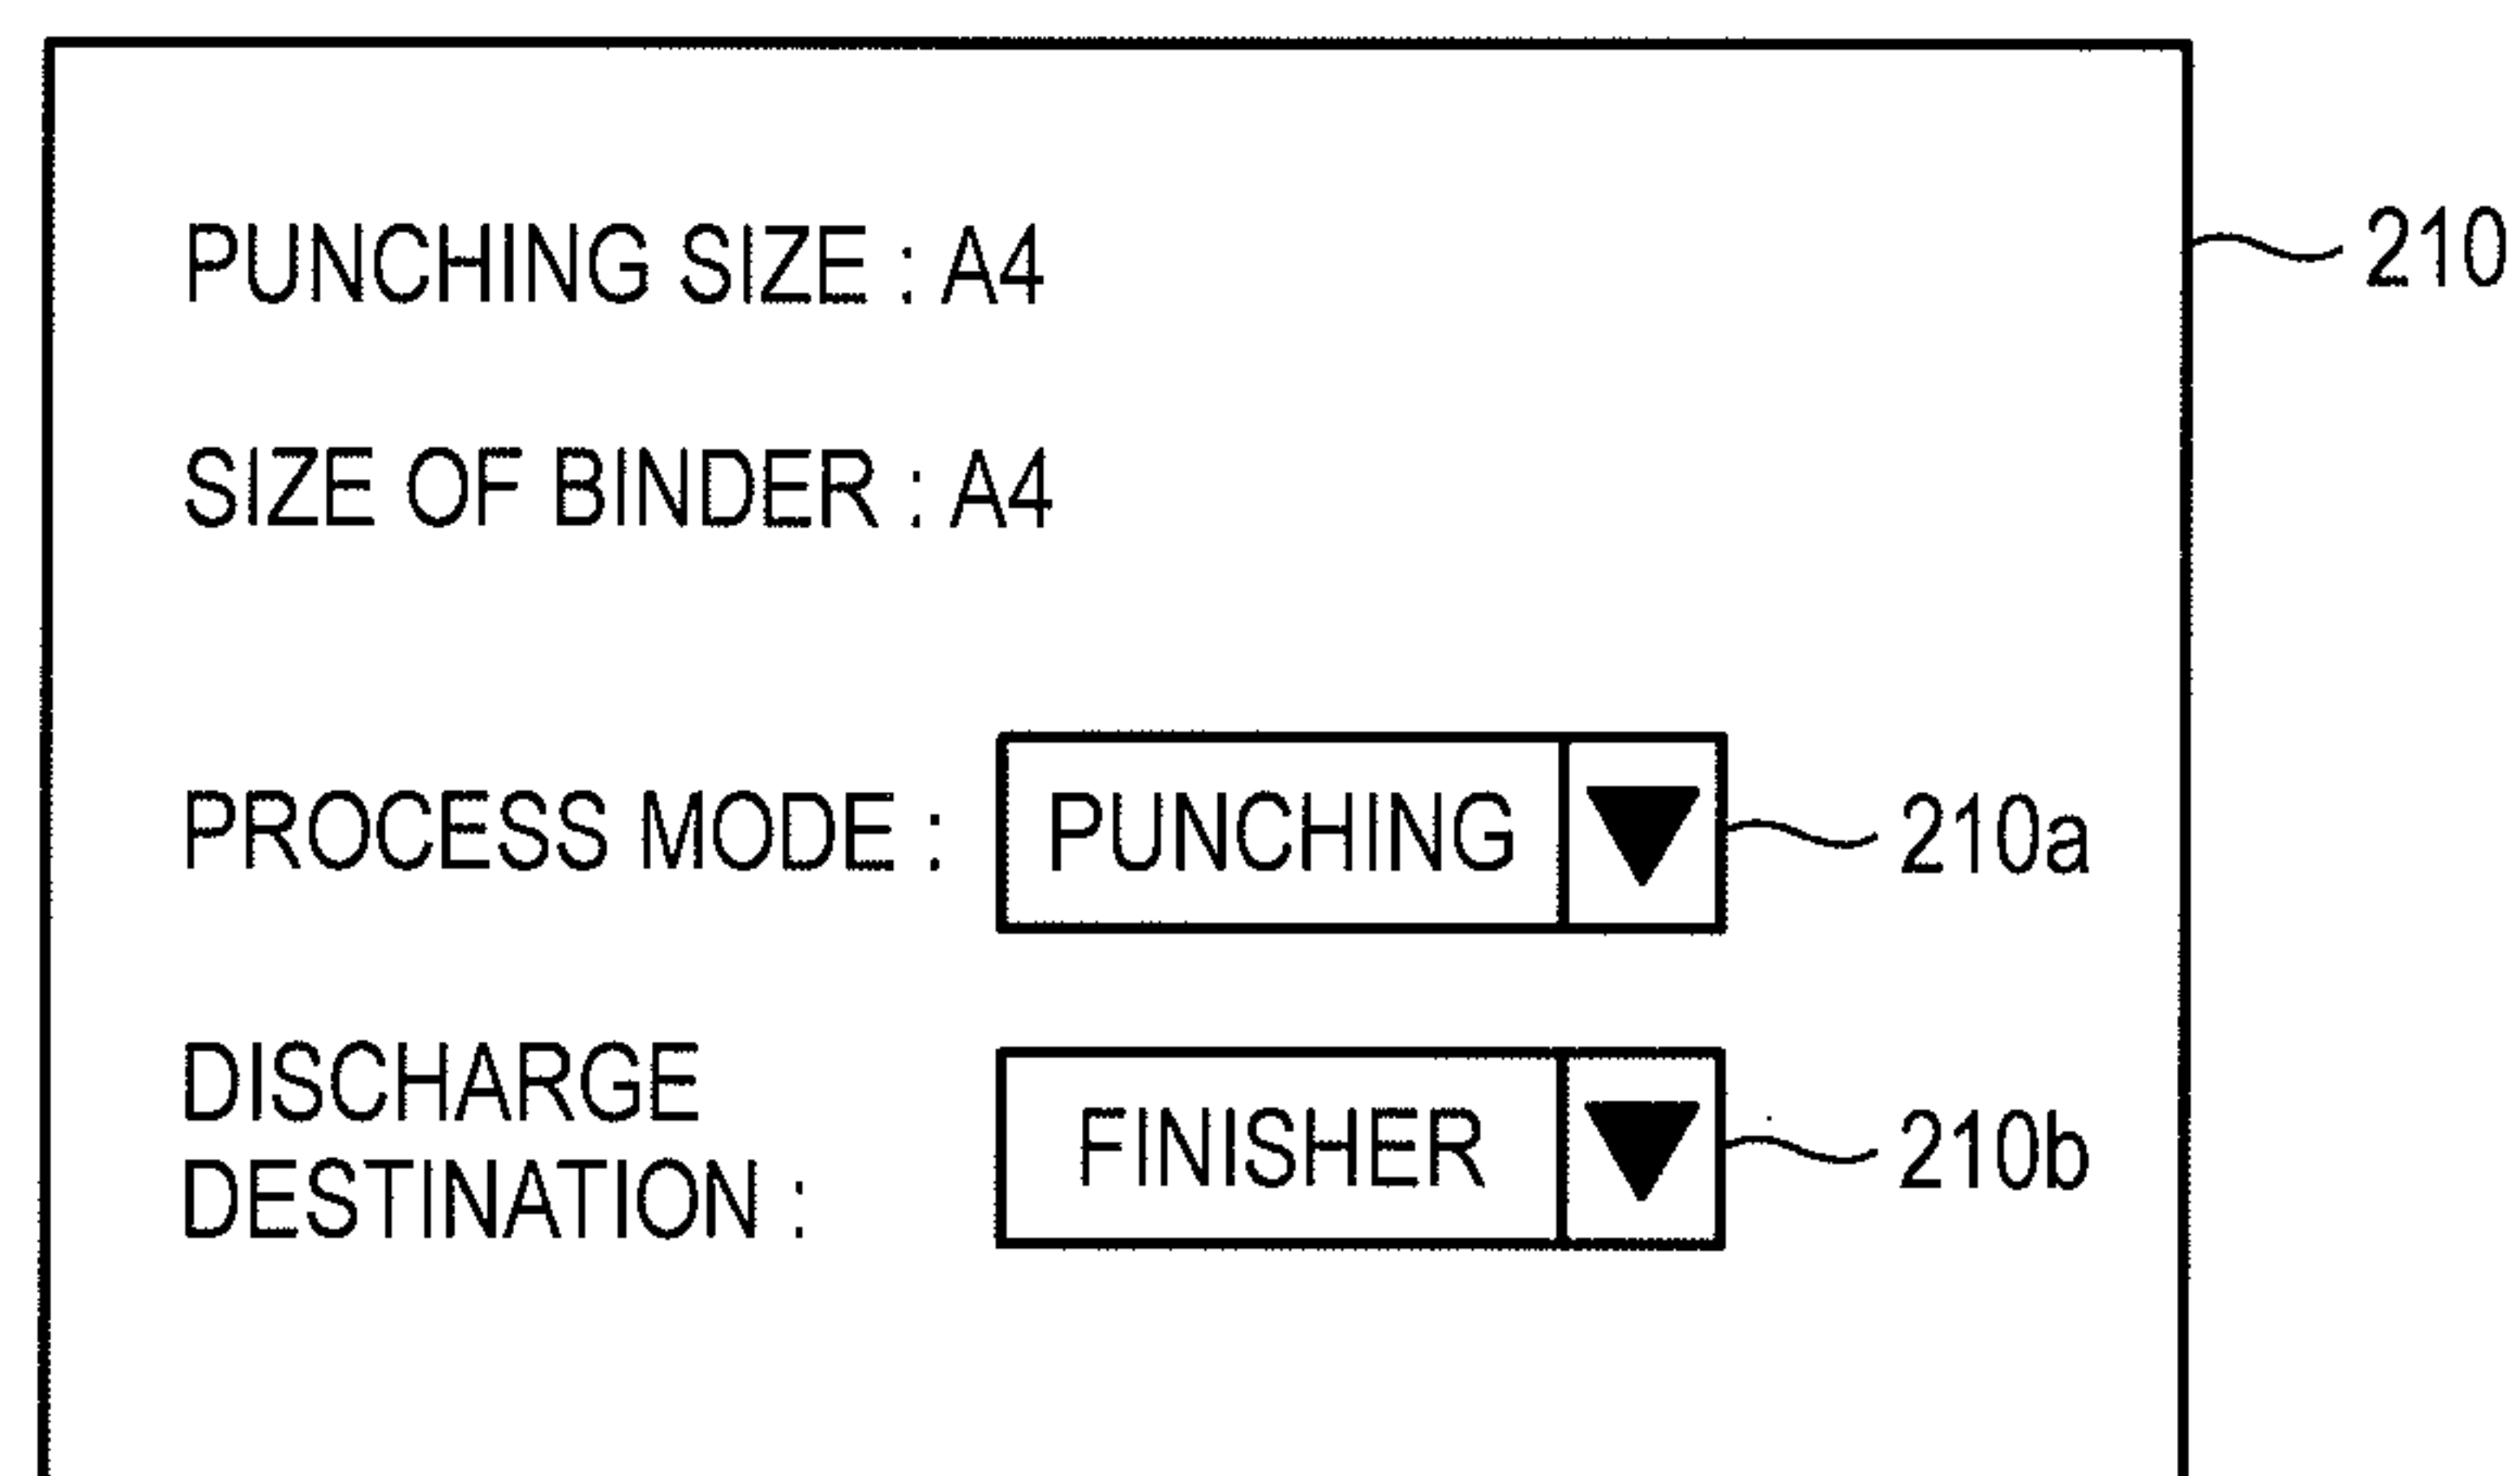 PUNCHING SIZE : A4
210
SIZE OF BINDER : A4
PROCESS MODE : PUNCHING 210a
DISCHARGE
DESTINATION : FINISHER 210b